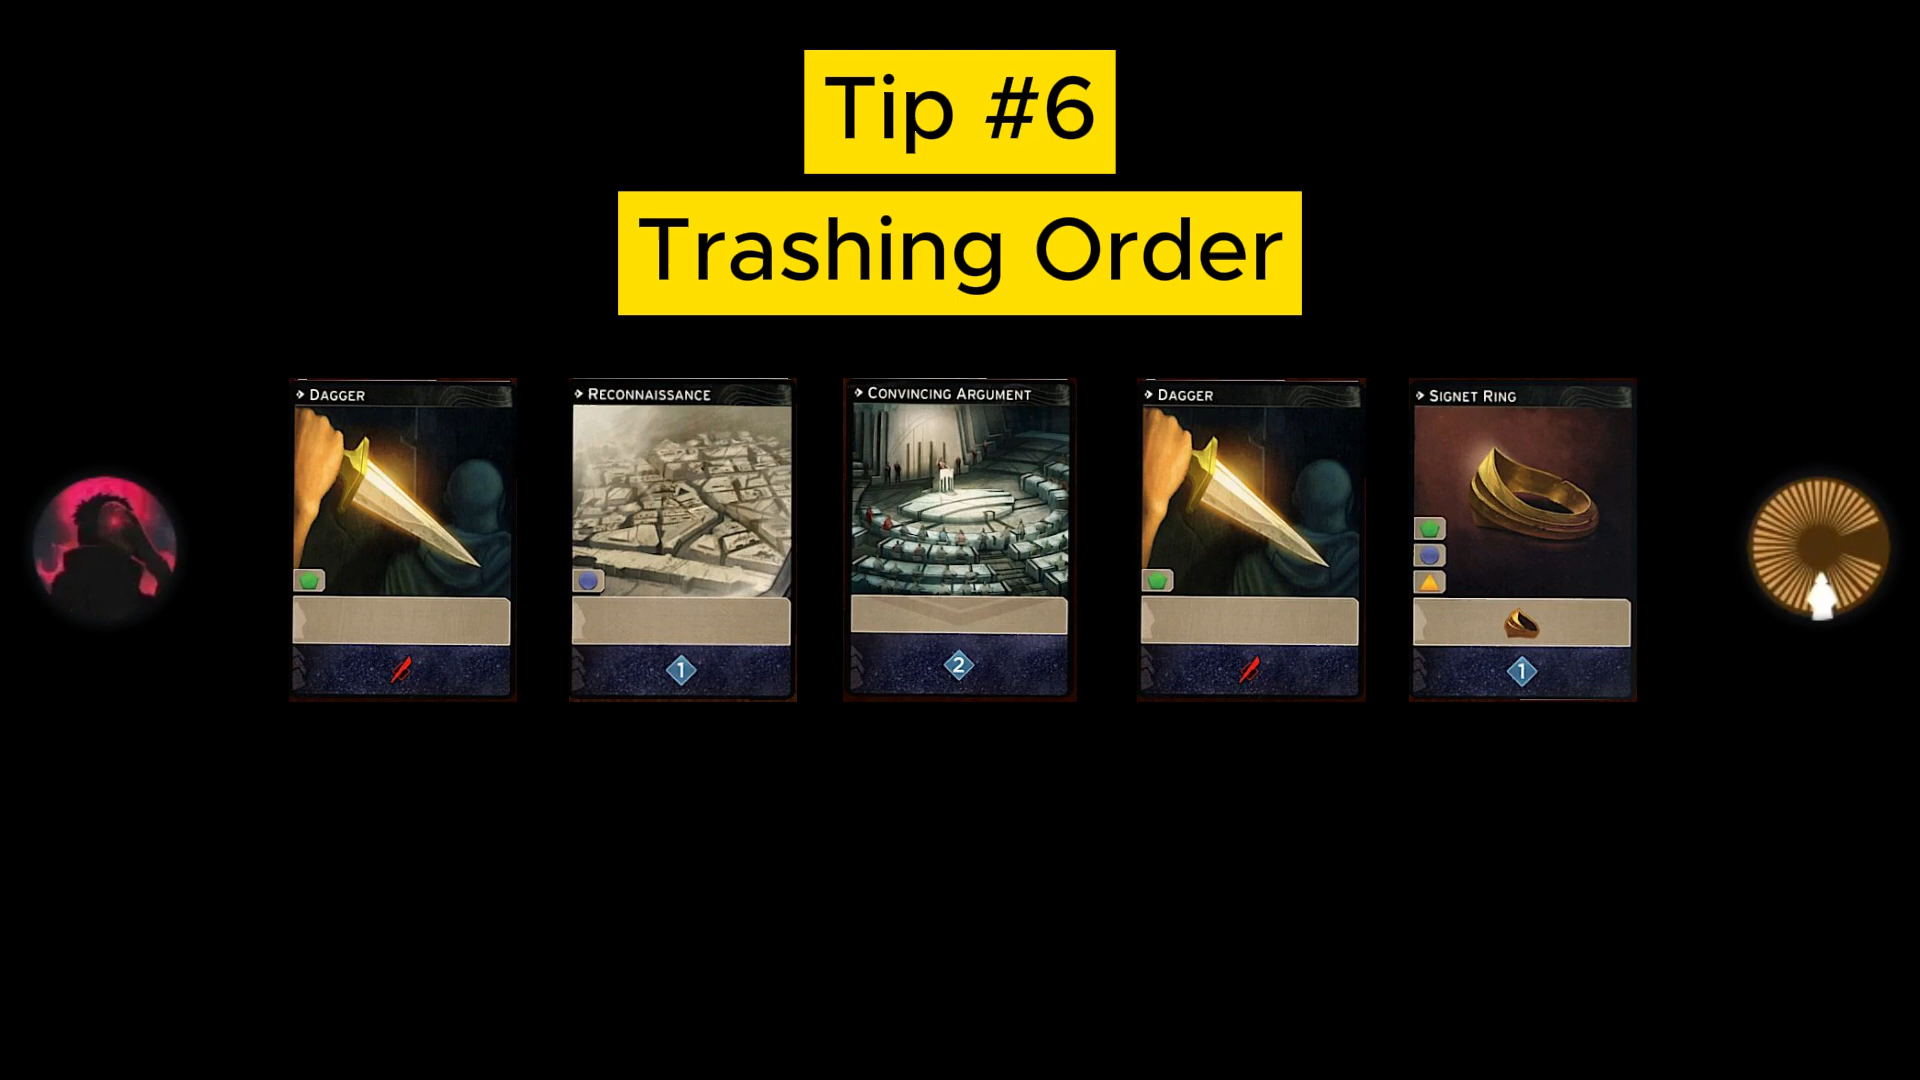 Tip #6
Trashing Order
DAGGER
RECONNAISSANCE
CONVINCING ARGUMENT
DAGGER
SIGNET RING
1
2
1